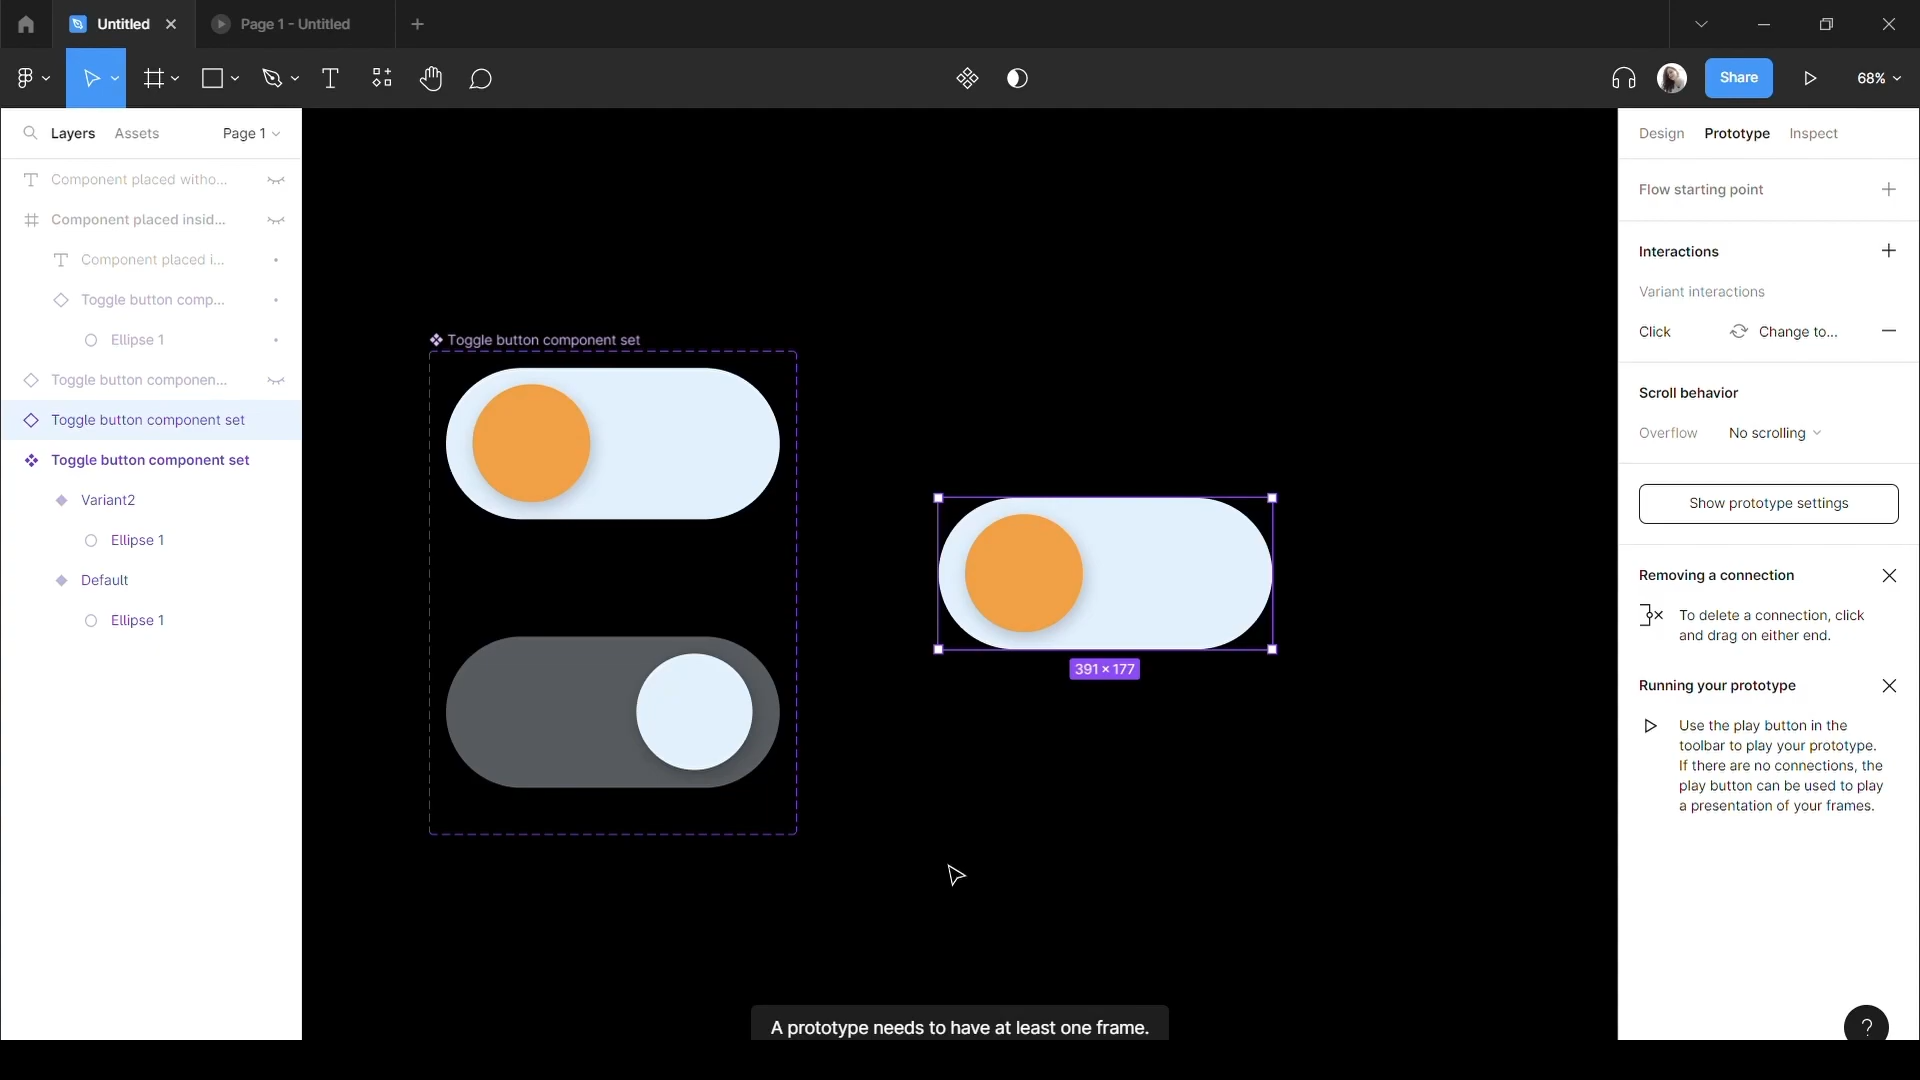 Untitled
Page 1 - Untitled
Share
68%
Layers
Assets
Page 1
Component placed witho...
Component placed insid...
Component placed i...
Toggle button comp...
Ellipse 1
Toggle button componen...
Toggle button component set
Toggle button component set
Variant2
Ellipse 1
Default
Ellipse 1
Toggle button component set
391 × 177
A prototype needs to have at least one frame.
Design
Prototype
Inspect
Flow starting point
Interactions
Variant interactions
Click
Change to...
Scroll behavior
Overflow
No scrolling
Show prototype settings
Removing a connection
To delete a connection, click
and drag on either end.
Running your prototype
Use the play button in the
toolbar to play your prototype.
If there are no connections, the
play button can be used to play
a presentation of your frames.
?